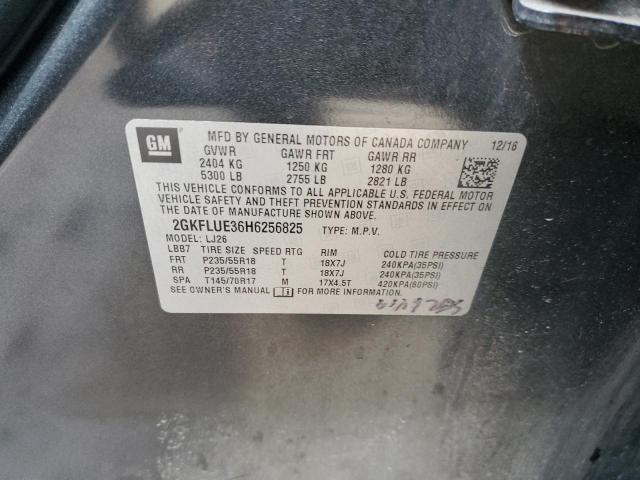 GM
MFD BY GENERAL MOTORS OF CANADA COMPANY 12/16
GVWR GAWR FRT GAWR RR
2404 KG 1250 KG 1280 KG
5300 LB 2755 LB 2821 LB
THIS VEHICLE CONFORMS TO ALL APPLICABLE U.S. FEDERAL MOTOR
VEHICLE SAFETY AND THEFT PREVENTION STANDARDS IN EFFECT ON
THE DATE OF MANUFACTURE SHOWN ABOVE.
2GKFLUE36H6256825 TYPE: M.P.V.
MODEL: LJ26
LBB7 TIRE SIZE SPEED RTG RIM COLD TIRE PRESSURE
FRT P235/55R18 T 18X7J 240KPA(35PSI)
RR P235/55R18 T 18X7J 240KPA(35PSI)
SPA T145/70R17 M 17X4.5T 420KPA(60PSI)
SEE OWNER'S MANUAL FOR MORE INFORMATION.